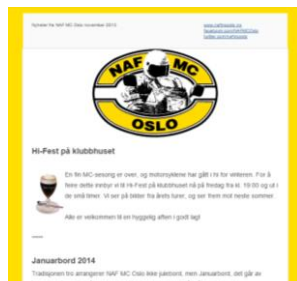 Nyheter fra NAF MC Oslo november 2013
www.nafmcoslo.no
facebook.com/NAFMCOslo
twitter.com/nafmcoslo
NAF MC
OSLO
Hi-Fest på klubbhuset
En fin MC-sesong er over, og motorsyklene har gått i hi for vinteren. For å
feire dette innbyr vi til Hi-Fest på klubbhuset nå på fredag fra kl. 19:00 og ut i
de små timer. Vi ser på bilder fra årets turer, og ser frem mot neste sommer.
Alle er velkommen til en hyggelig aften i godt lag!
Januarbord 2014
Tradisjonen tro arrangerer NAF MC Oslo ikke julebord, men Januarbord, det går av